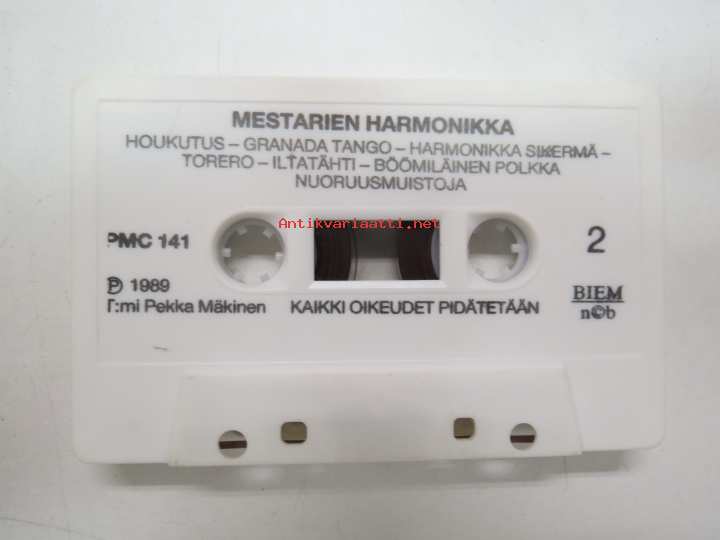 MESTARIEN HARMONIKKA
HOUKUTUS – GRANADA TANGO – HARMONIKKA SIKERMÄ –
TORERO – ILTATÄHTI – BÖÖMILÄINEN POLKKA
NUORUUSMUISTOJA
Antikvariaatti.net
PMC 141
2
℗ 1989
T:mi Pekka Mäkinen
KAIKKI OIKEUDET PIDÄTETÄÄN
BIEM
n©b